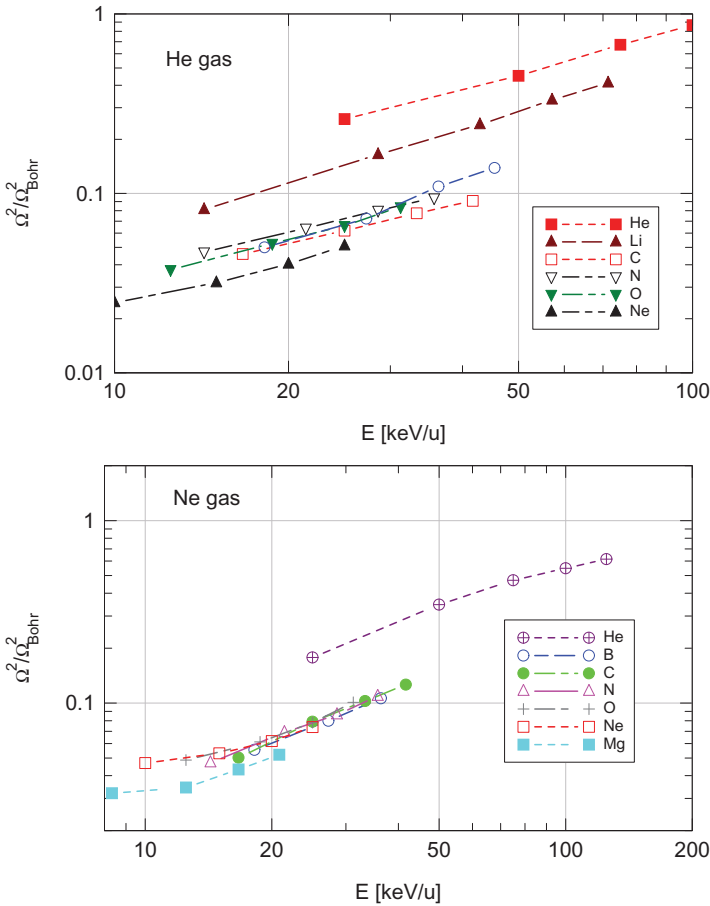 1
He gas
Ω²/Ω²Bohr
0.1
He
Li
C
N
O
Ne
0.01
10
20
50
100
E [keV/u]
Ne gas
1
Ω²/Ω²Bohr
He
B
C
N
O
Ne
Mg
0.1
10
20
50
100
200
E [keV/u]